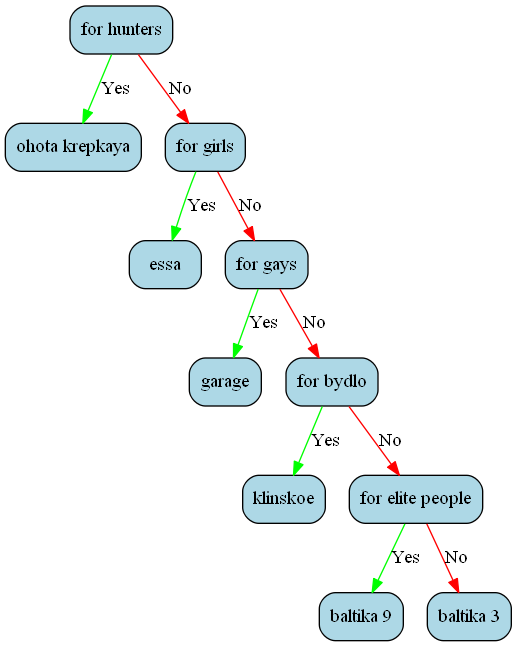 for hunters
Yes
No
ohota krepkaya
for girls
Yes
No
essa
for gays
Yes
No
garage
for bydlo
Yes
No
klinskoe
for elite people
Yes
No
baltika 9
baltika 3